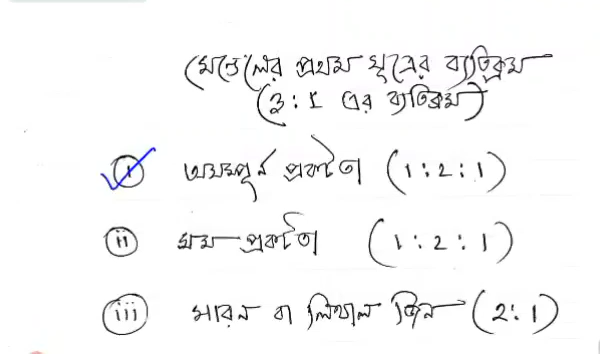 মেন্ডেলের প্রথম সূত্রের ব্যতিক্রম
(3:1 এর ব্যতিক্রম)
(i) অসম্পূর্ন প্রকটতা (1:2:1)
(ii) সম প্রকটতা (1:2:1)
(iii) মারন বা লিথাল জিন (2:1)